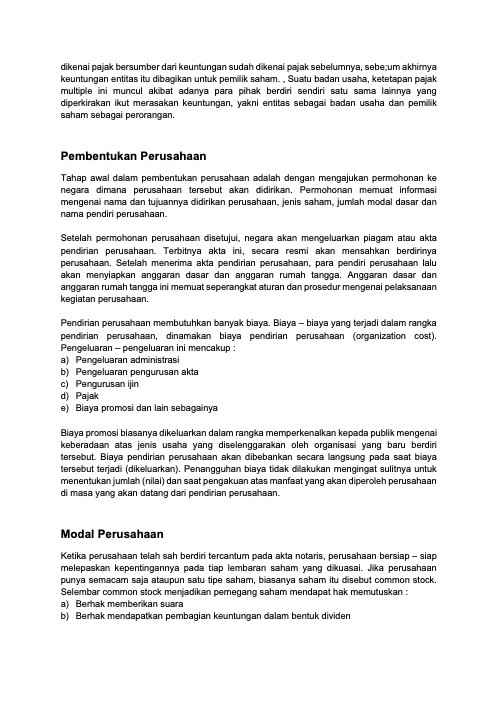 dikenai pajak bersumber dari keuntungan sudah dikenai pajak sebelumnya, sebe;um akhirnya
keuntungan entitas itu dibagikan untuk pemilik saham. , Suatu badan usaha, ketetapan pajak
multiple ini muncul akibat adanya para pihak berdiri sendiri satu sama lainnya yang
diperkirakan ikut merasakan keuntungan, yakni entitas sebagai badan usaha dan pemilik
saham sebagai perorangan.
Pembentukan Perusahaan
Tahap awal dalam pembentukan perusahaan adalah dengan mengajukan permohonan ke
negara dimana perusahaan tersebut akan didirikan. Permohonan memuat informasi
mengenai nama dan tujuannya didirikan perusahaan, jenis saham, jumlah modal dasar dan
nama pendiri perusahaan.
Setelah permohonan perusahaan disetujui, negara akan mengeluarkan piagam atau akta
pendirian perusahaan. Terbitnya akta ini, secara resmi akan mensahkan berdirinya
perusahaan. Setelah menerima akta pendirian perusahaan, para pendiri perusahaan lalu
akan menyiapkan anggaran dasar dan anggaran rumah tangga. Anggaran dasar dan
anggaran rumah tangga ini memuat seperangkat aturan dan prosedur mengenai pelaksanaan
kegiatan perusahaan.
Pendirian perusahaan membutuhkan banyak biaya. Biaya – biaya yang terjadi dalam rangka
pendirian perusahaan, dinamakan biaya pendirian perusahaan (organization cost).
Pengeluaran – pengeluaran ini mencakup :
a) Pengeluaran administrasi
b) Pengeluaran pengurusan akta
c) Pengurusan ijin
d) Pajak
e) Biaya promosi dan lain sebagainya
Biaya promosi biasanya dikeluarkan dalam rangka memperkenalkan kepada publik mengenai
keberadaan atas jenis usaha yang diselenggarakan oleh organisasi yang baru berdiri
tersebut. Biaya pendirian perusahaan akan dibebankan secara langsung pada saat biaya
tersebut terjadi (dikeluarkan). Penangguhan biaya tidak dilakukan mengingat sulitnya untuk
menentukan jumlah (nilai) dan saat pengakuan atas manfaat yang akan diperoleh perusahaan
di masa yang akan datang dari pendirian perusahaan.
Modal Perusahaan
Ketika perusahaan telah sah berdiri tercantum pada akta notaris, perusahaan bersiap – siap
melepaskan kepentingannya pada tiap lembaran saham yang dikuasai. Jika perusahaan
punya semacam saja ataupun satu tipe saham, biasanya saham itu disebut common stock.
Selembar common stock menjadikan pemegang saham mendapat hak memutuskan :
a) Berhak memberikan suara
b) Berhak mendapatkan pembagian keuntungan dalam bentuk dividen